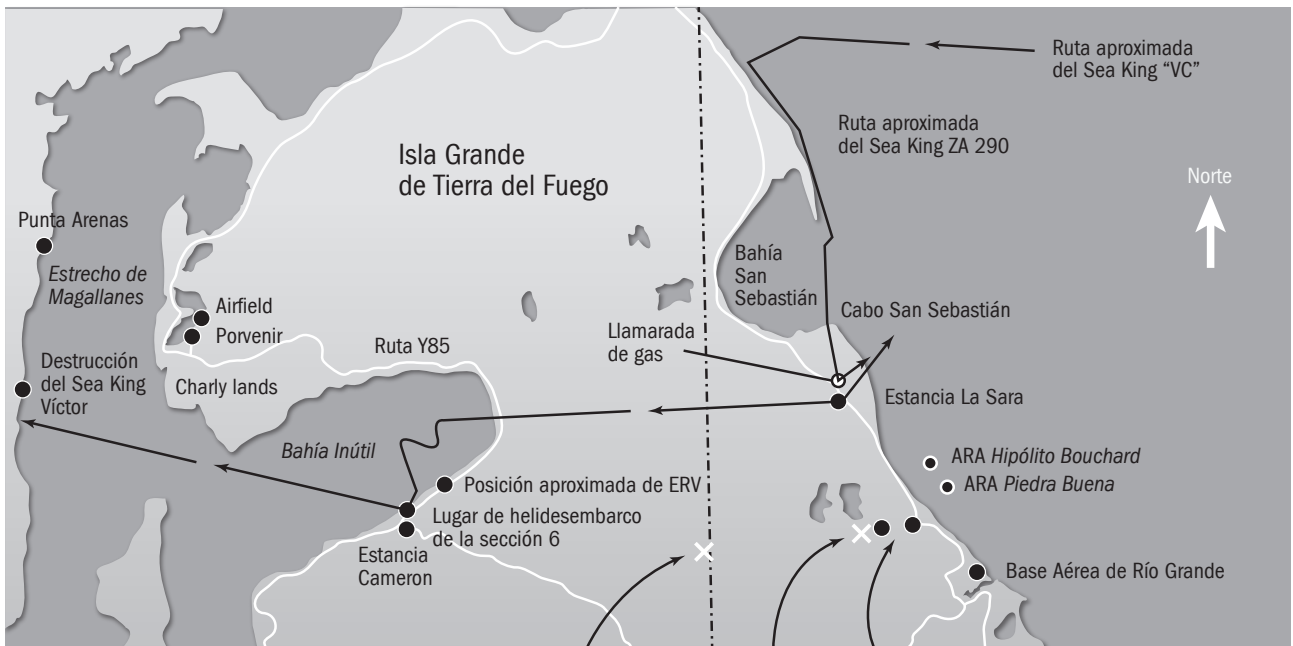 Ruta aproximada
del Sea King “VC”
Ruta aproximada
del Sea King ZA 290
Isla Grande
de Tierra del Fuego
Norte
Punta Arenas
Estrecho de
Magallanes
Bahía
San
Sebastián
Airfield
Porvenir
Cabo San Sebastián
Llamarada
de gas
Ruta Y85
Destrucción
del Sea King
Víctor
Charly lands
Estancia La Sara
Bahía Inútil
ARA Hipólito Bouchard
ARA Piedra Buena
Posición aproximada de ERV
Lugar de helidesembarco
de la sección 6
Estancia
Cameron
Base Aérea de Río Grande